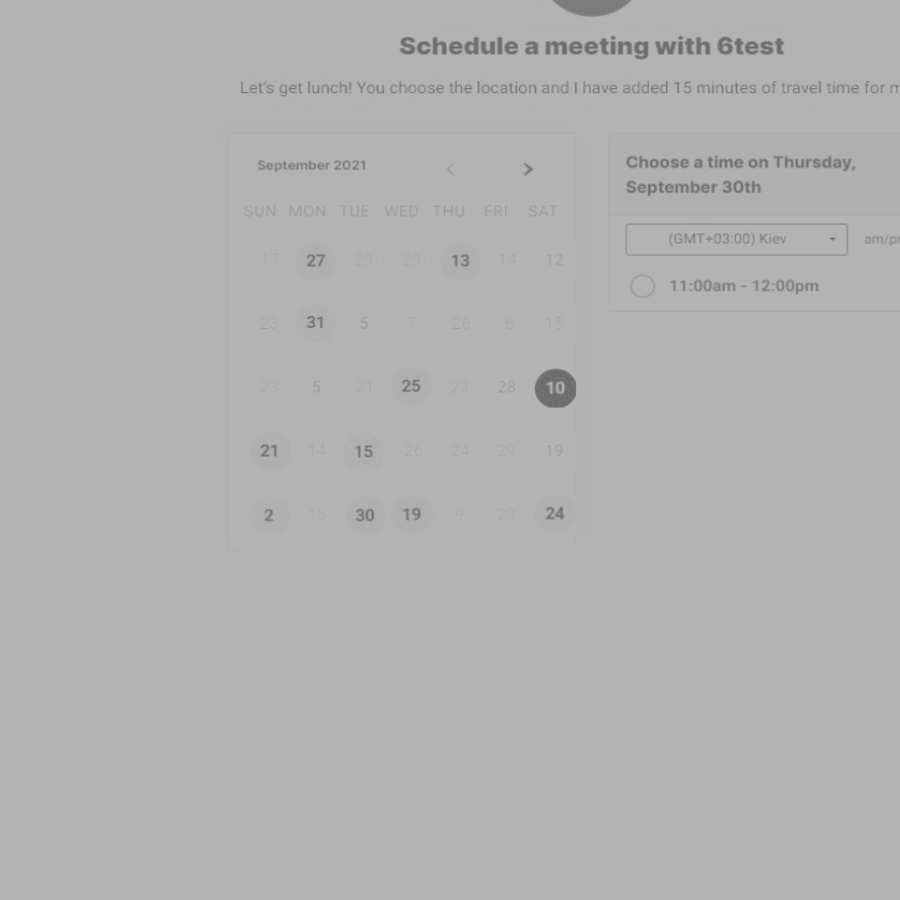 Schedule a meeting with 6test
Let's get lunch! You choose the location and I have added 15 minutes of travel time for m
September 2021
SUN MON TUE WED THU FRI SAT
17 27 29 29 13 14 12
23 31 5 7 26 6 15
23 5 21 25 23 28 10
21 14 15 26 24 29 19
2 16 30 19 9 29 24
Choose a time on Thursday,
September 30th
(GMT+03:00) Kiev am/p
11:00am - 12:00pm